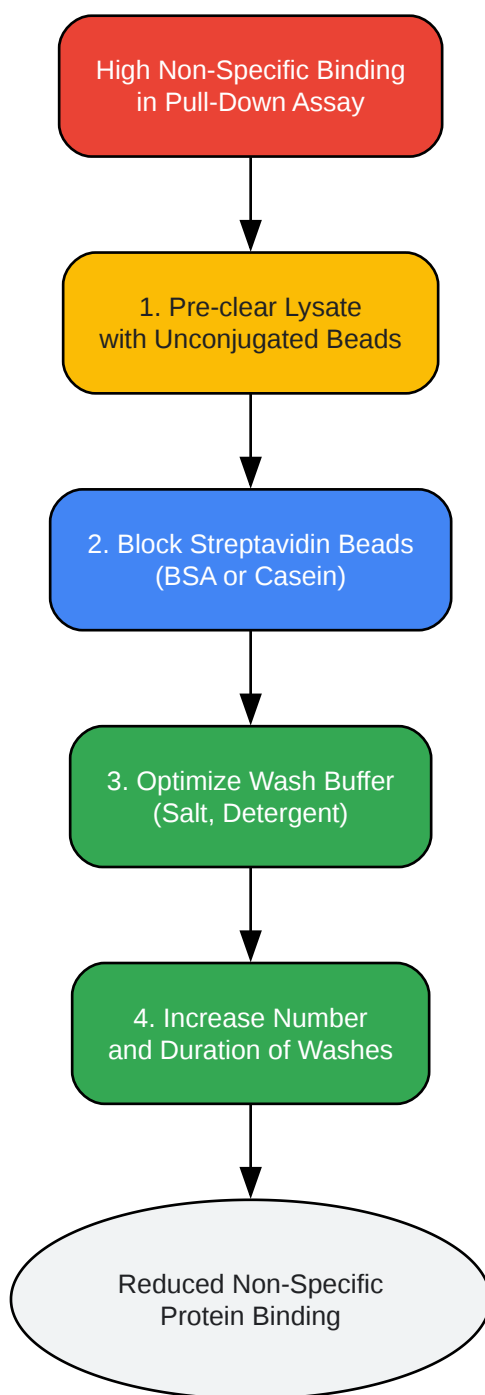 High Non-Specific Binding
in Pull-Down Assay
1. Pre-clear Lysate
with Unconjugated Beads
2. Block Streptavidin Beads
(BSA or Casein)
3. Optimize Wash Buffer
(Salt, Detergent)
4. Increase Number
and Duration of Washes
Reduced Non-Specific
Protein Binding